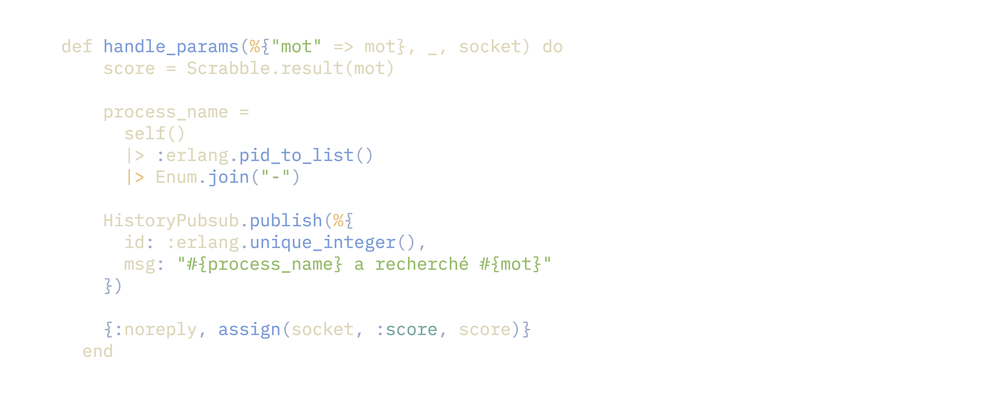 def handle_params(%{"mot" => mot}, _, socket) do
    score = Scrabble.result(mot)

    process_name =
      self()
      |> :erlang.pid_to_list()
      |> Enum.join("-")

    HistoryPubsub.publish(%{
      id: :erlang.unique_integer(),
      msg: "#{process_name} a recherché #{mot}"
    })

    {:noreply, assign(socket, :score, score)}
  end